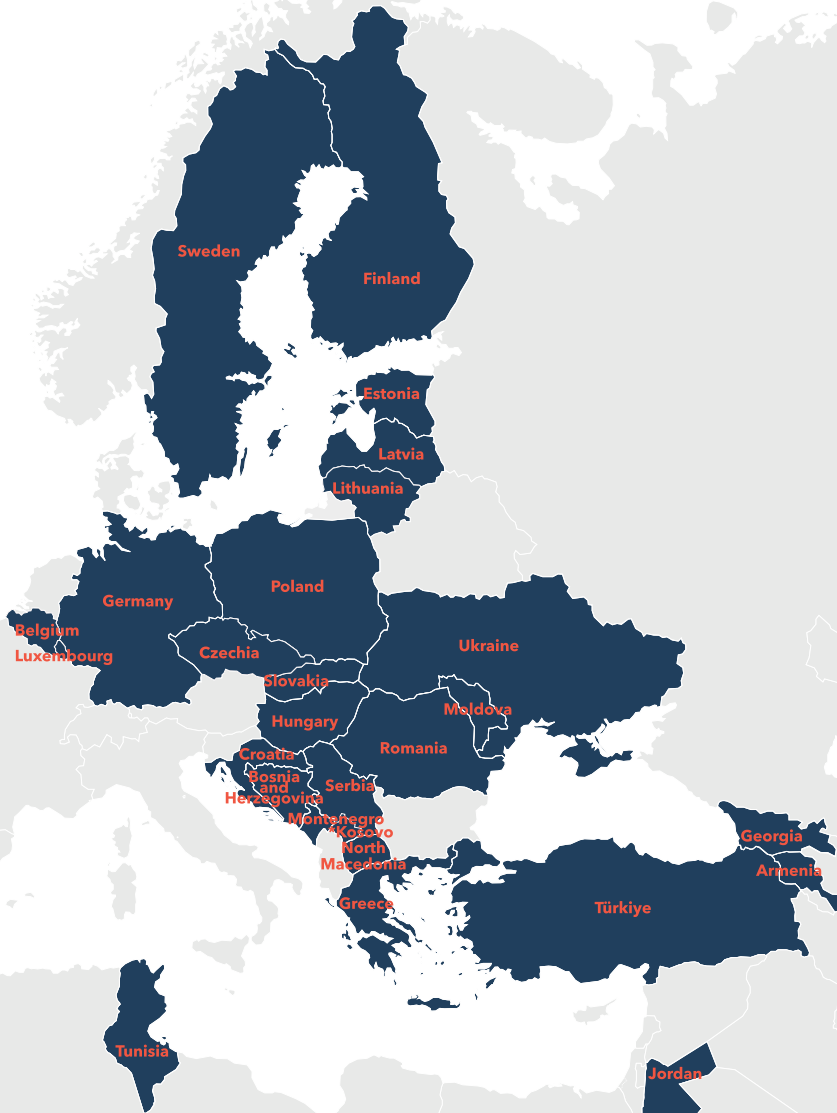 Sweden
Finland
Estonia
Latvia
Lithuania
Poland
Germany
Belgium
Ukraine
Czechia
Luxembourg
Slovakia
Moldova
Hungary
Romania
Croatia
Bosnia
and
Herzegovina
Serbia
Montenegro
Kosovo
Georgia
North
Macedonia
Armenia
Greece
Türkiye
Tunisia
Jordan